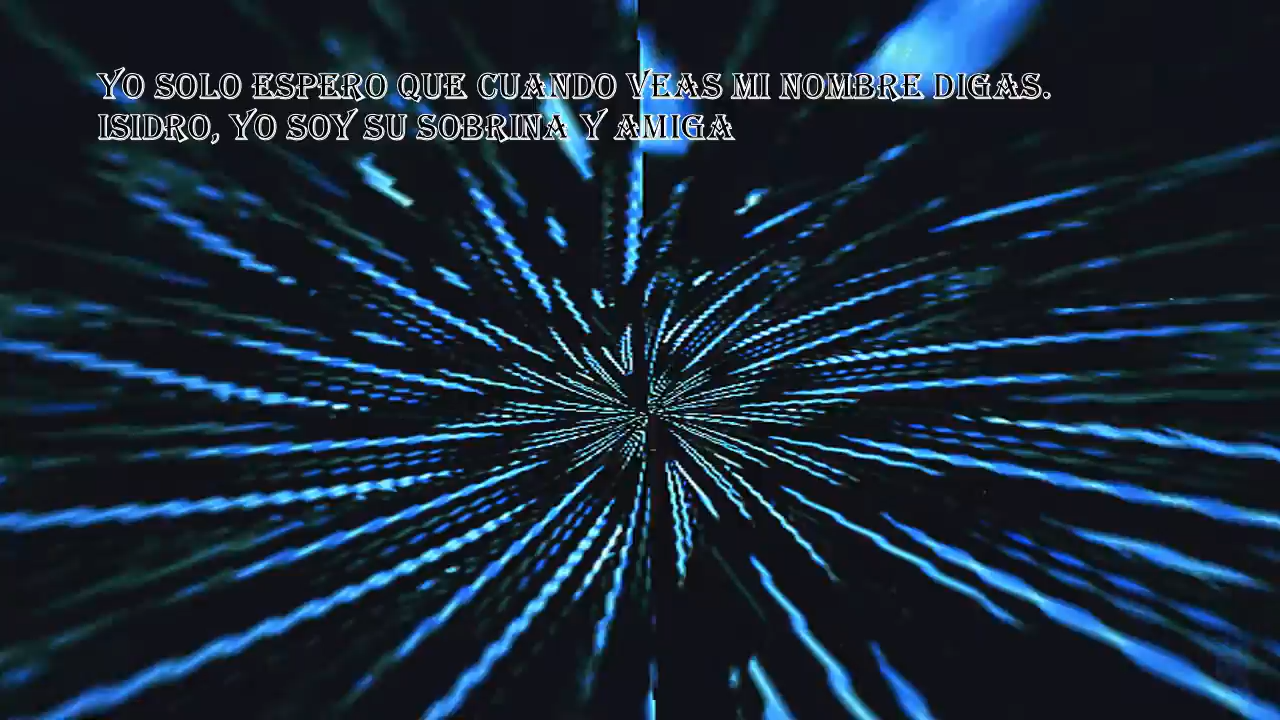 YO SOLO ESPERO QUE CUANDO VEAS MI NOMBRE DIGAS.
ISIDRO, YO SOY SU SOBRINA Y AMIGA